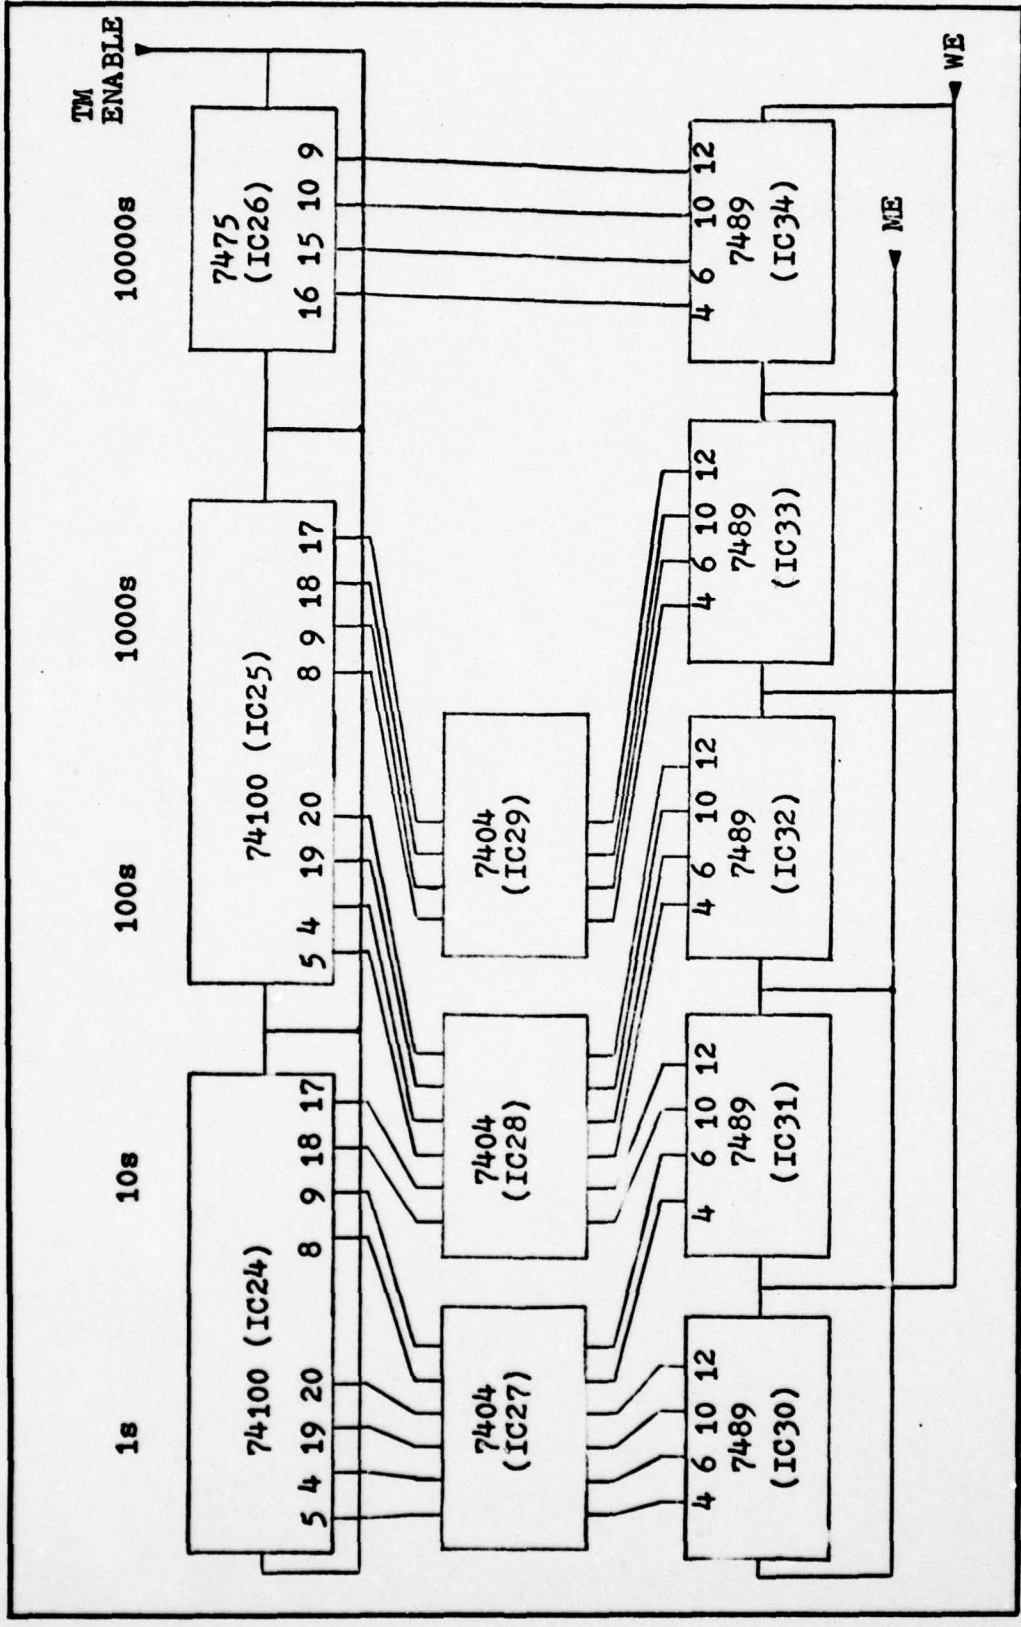 1s 10s 100s 1000s 10000s
TM
ENABLE
74100 (IC24)
5 4 19 20 8 9 18 17
74100 (IC25)
5 4 19 20 8 9 18 17
7475
(IC26)
16 15 10 9
7404
(IC27)
7404
(IC28)
7404
(IC29)
4 6 10 12
7489
(IC30)
4 6 10 12
7489
(IC31)
4 6 10 12
7489
(IC32)
4 6 10 12
7489
(IC33)
4 6 10 12
7489
(IC34)
ME
WE